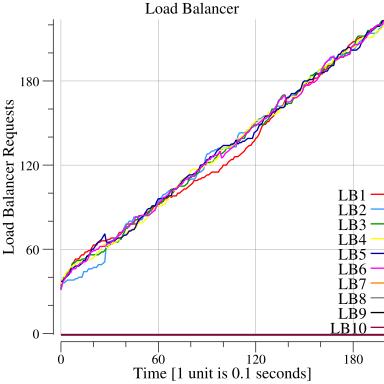 Load Balancer
Load Balancer Requests
180
120
60
0
LB1
LB2
LB3
LB4
LB5
LB6
LB7
LB8
LB9
LB10
0 60 120 180
Time [1 unit is 0.1 seconds]